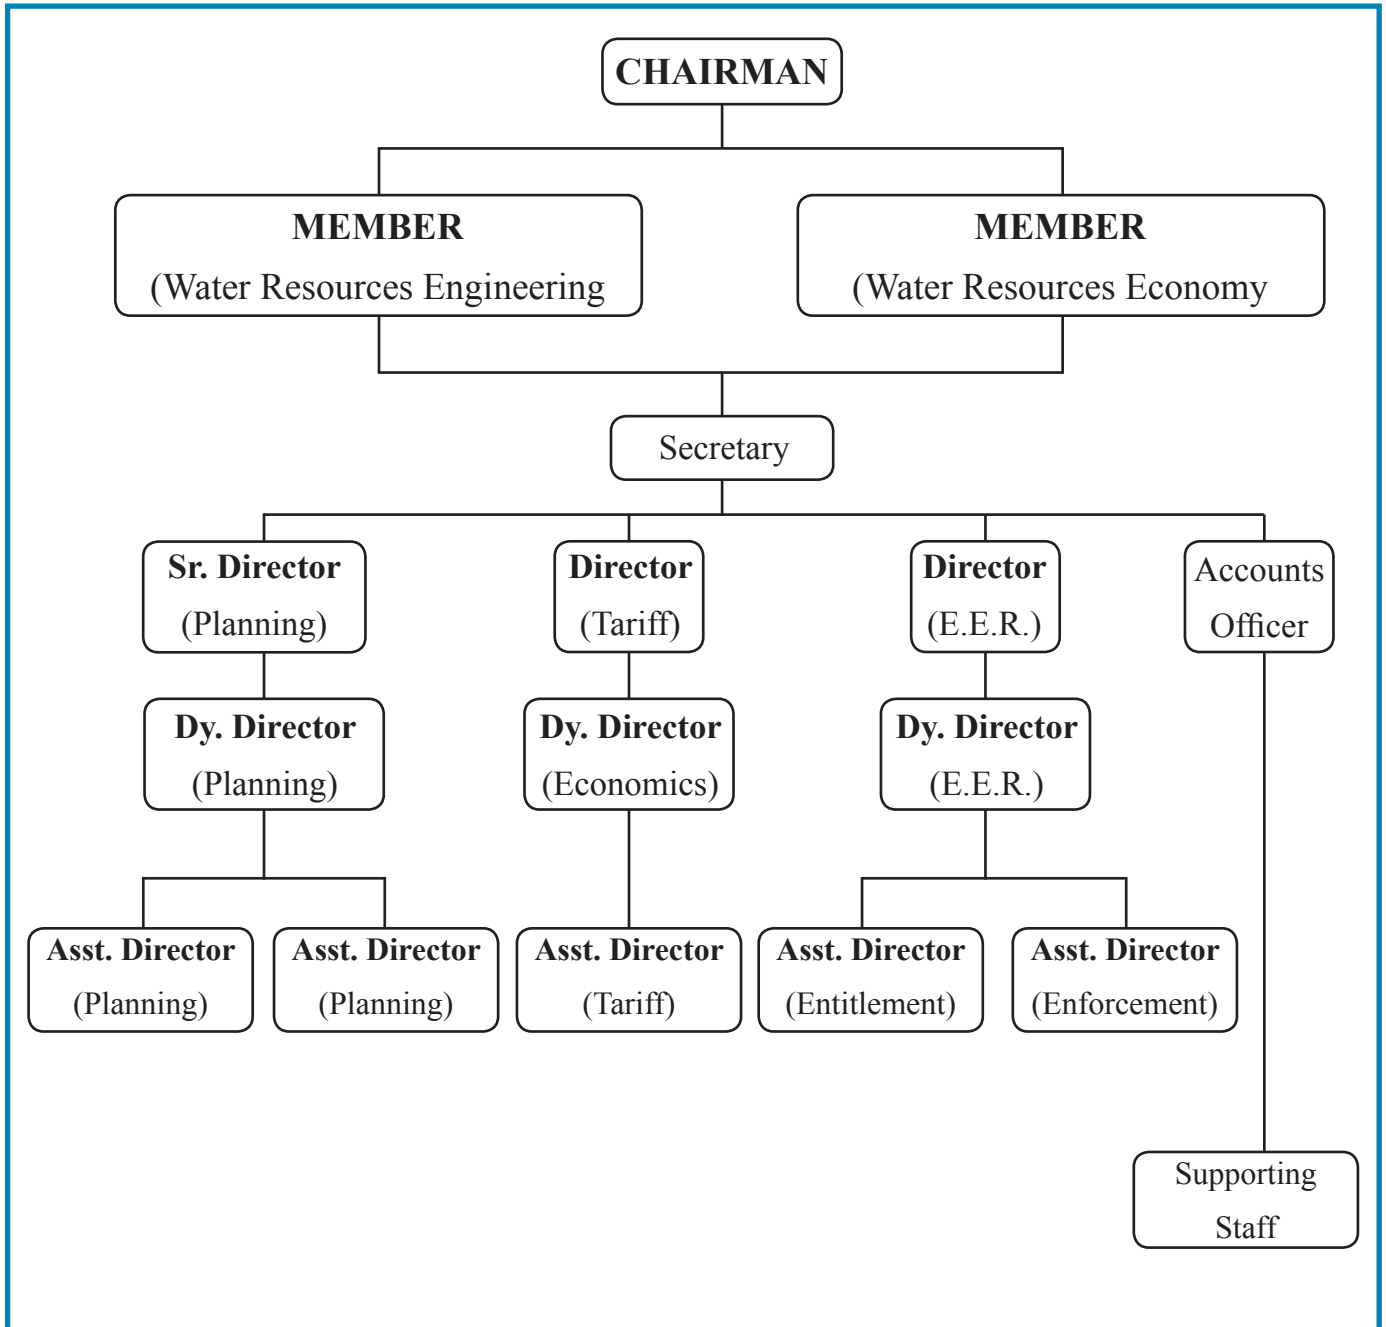 CHAIRMAN
MEMBER
(Water Resources Engineering
MEMBER
(Water Resources Economy
Secretary
Sr. Director
(Planning)
Director
(Tariff)
Director
(E.E.R.)
Accounts
Officer
Dy. Director
(Planning)
Dy. Director
(Economics)
Dy. Director
(E.E.R.)
Asst. Director
(Planning)
Asst. Director
(Planning)
Asst. Director
(Tariff)
Asst. Director
(Entitlement)
Asst. Director
(Enforcement)
Supporting
Staff